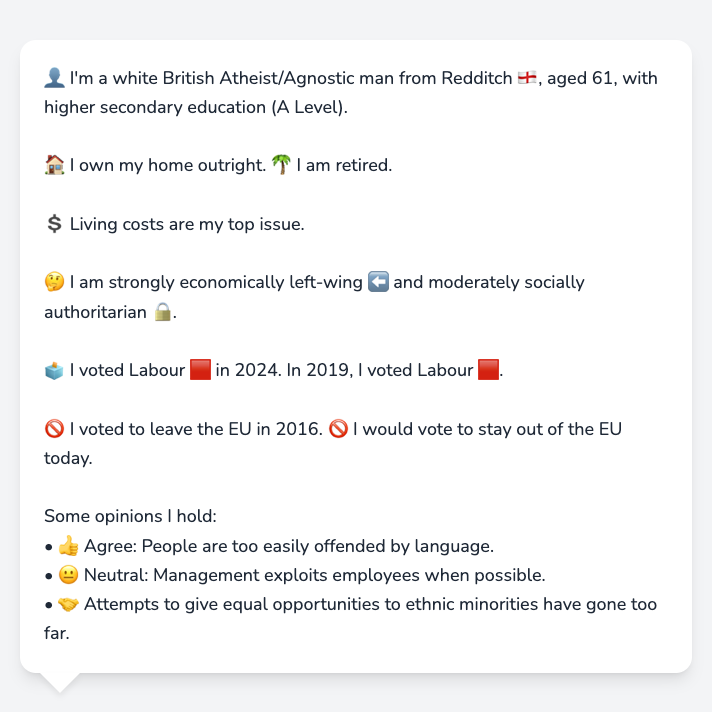 👤 I'm a white British Atheist/Agnostic man from Redditch 🏴󠁧󠁢󠁥󠁮󠁧󠁿, aged 61, with
higher secondary education (A Level).
🏠 I own my home outright. 🌴 I am retired.
💲 Living costs are my top issue.
🤔 I am strongly economically left-wing ⬅️ and moderately socially
authoritarian 🔒.
🗳️ I voted Labour 🟥 in 2024. In 2019, I voted Labour 🟥.
🚫 I voted to leave the EU in 2016. 🚫 I would vote to stay out of the EU
today.
Some opinions I hold:
• 👍 Agree: People are too easily offended by language.
• 😐 Neutral: Management exploits employees when possible.
• 🤝 Attempts to give equal opportunities to ethnic minorities have gone too
far.